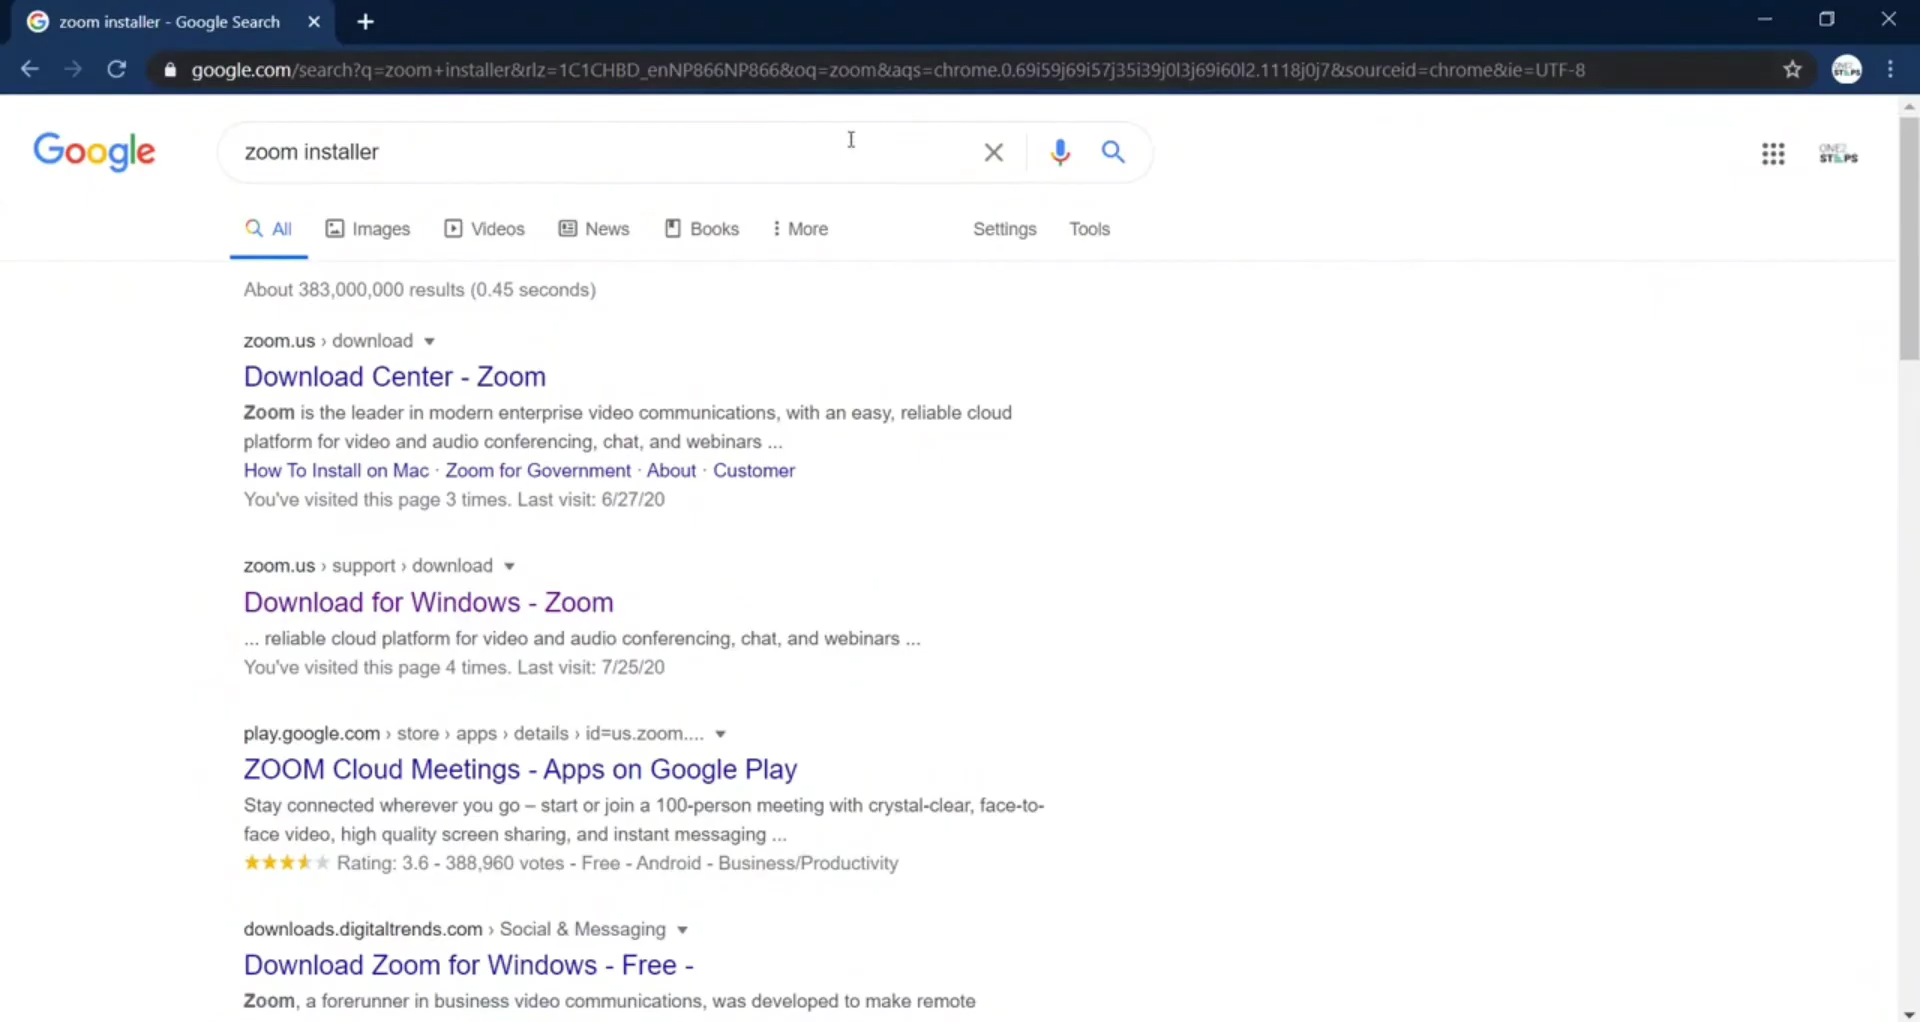 zoom installer - Google Search
google.com/search?q=zoom+installer&rlz=1C1CHBD_enNP866NP866&oq=zoom&aqs=chrome.0.69i59j69i57j35i39j0l3j69i60l2.1118j0j7&sourceid=chrome&ie=UTF-8
ONE2
STEPS
Google
zoom installer
ONE2
STEPS
All Images Videos News Books More Settings Tools
About 383,000,000 results (0.45 seconds)
zoom.us › download
Download Center - Zoom
Zoom is the leader in modern enterprise video communications, with an easy, reliable cloud
platform for video and audio conferencing, chat, and webinars ...
How To Install on Mac · Zoom for Government · About · Customer
You've visited this page 3 times. Last visit: 6/27/20
zoom.us › support › download
Download for Windows - Zoom
... reliable cloud platform for video and audio conferencing, chat, and webinars ...
You've visited this page 4 times. Last visit: 7/25/20
play.google.com › store › apps › details › id=us.zoom....
ZOOM Cloud Meetings - Apps on Google Play
Stay connected wherever you go – start or join a 100-person meeting with crystal-clear, face-to-
face video, high quality screen sharing, and instant messaging ...
Rating: 3.6 - 388,960 votes - Free - Android - Business/Productivity
downloads.digitaltrends.com › Social & Messaging
Download Zoom for Windows - Free -
Zoom, a forerunner in business video communications, was developed to make remote